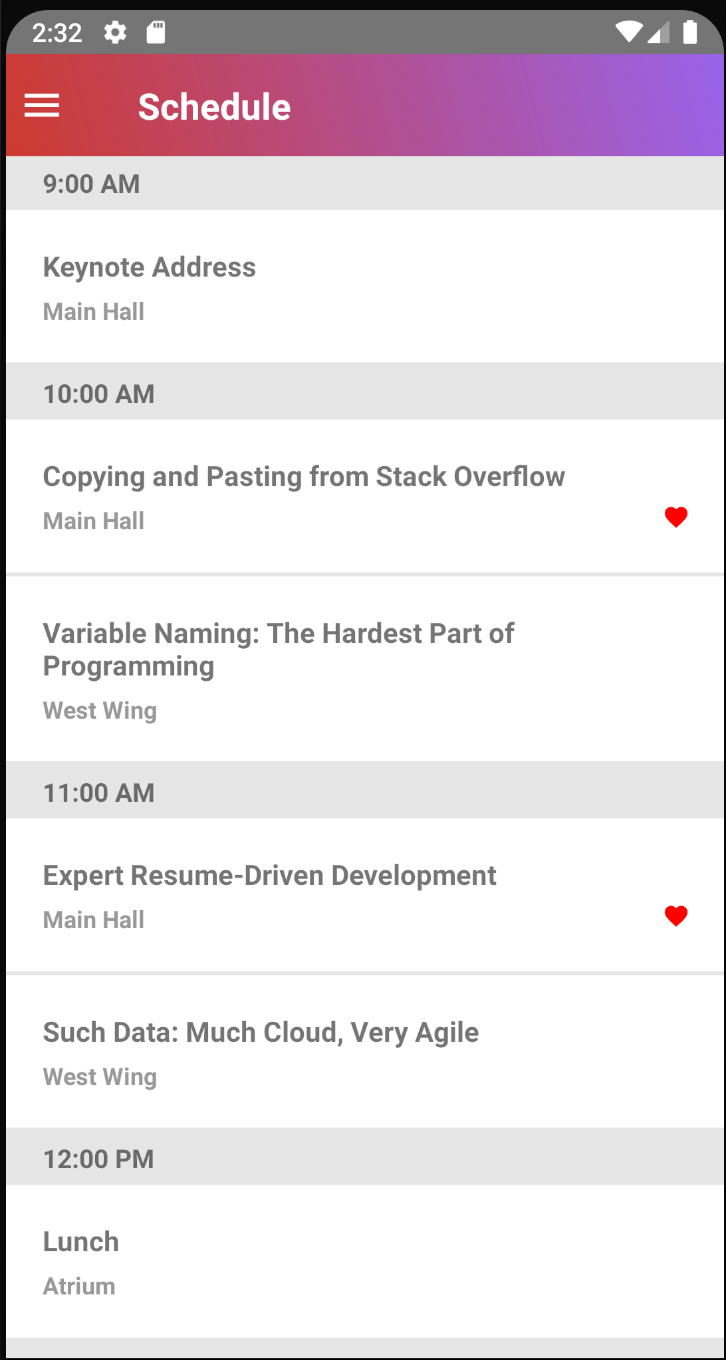 2:32
Schedule
9:00 AM
Keynote Address
Main Hall
10:00 AM
Copying and Pasting from Stack Overflow
Main Hall
Variable Naming: The Hardest Part of
Programming
West Wing
11:00 AM
Expert Resume-Driven Development
Main Hall
Such Data: Much Cloud, Very Agile
West Wing
12:00 PM
Lunch
Atrium